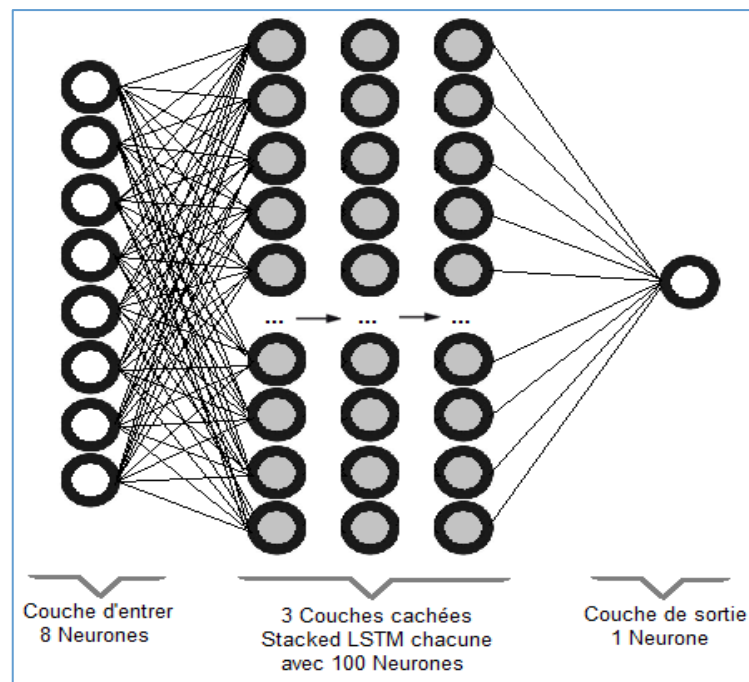 ... ... ...
Couche d'entrer
8 Neurones
3 Couches cachées
Stacked LSTM chacune
avec 100 Neurones
Couche de sortie
1 Neurone